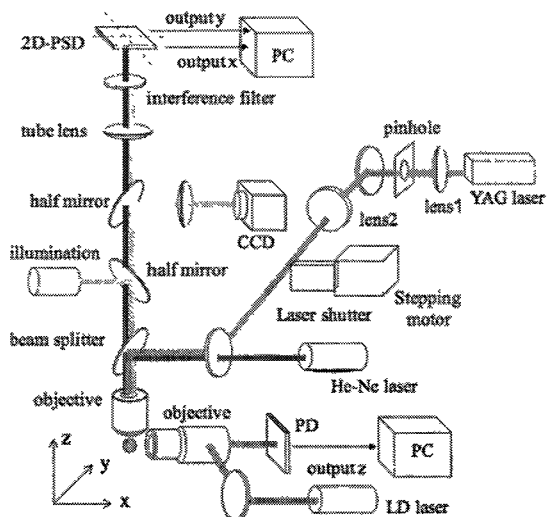 output y
2D-PSD
output x
PC
interference filter
tube lens
pinhole
half mirror
CCD
lens2
lens1
YAG laser
illumination
half mirror
Laser shutter
Stepping motor
beam splitter
He-Ne laser
objective
objective
PD
z
y
x
output z
PC
LD laser